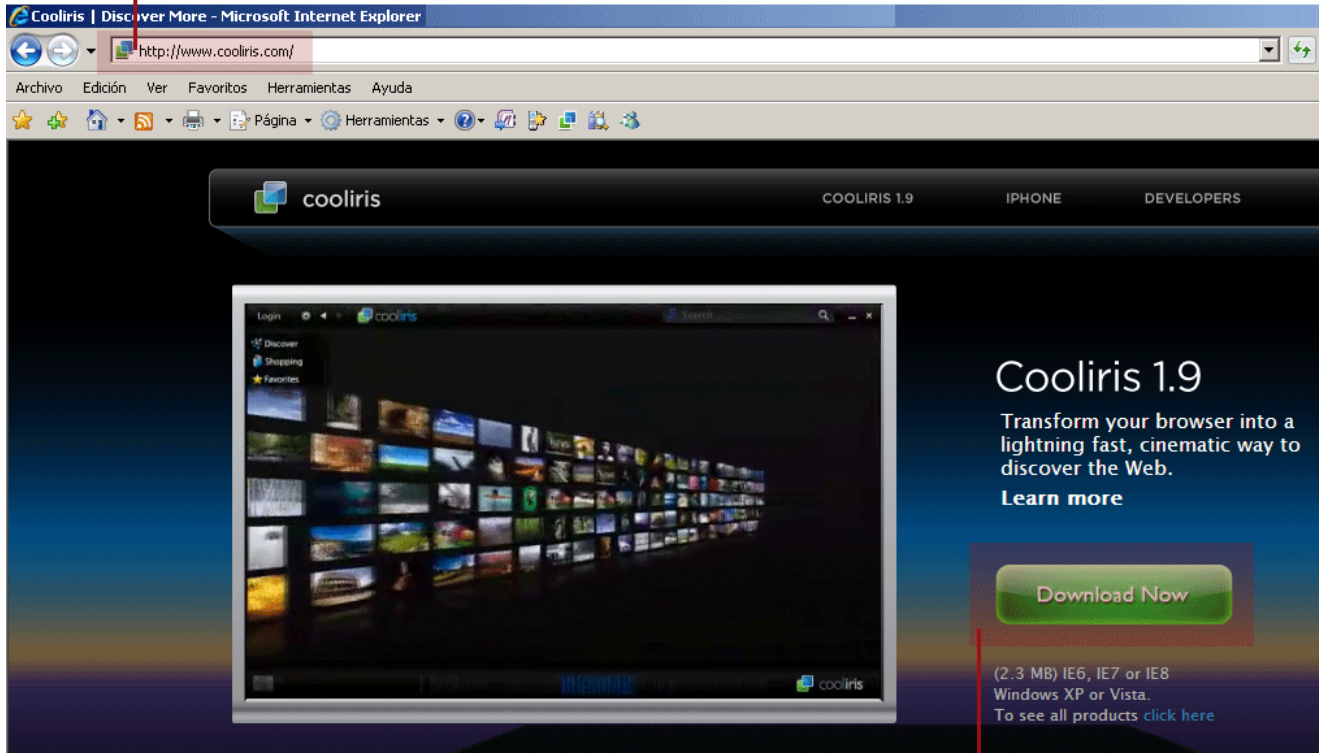 Cooliris | Discover More - Microsoft Internet Explorer
http://www.cooliris.com/
Archivo Edición Ver Favoritos Herramientas Ayuda
Página Herramientas
cooliris
COOLIRIS 1.9 IPHONE DEVELOPERS
Login cooliris Search
Discover
Shopping
Favorites
Cooliris 1.9
Transform your browser into a
lightning fast, cinematic way to
discover the Web.
Learn more
Download Now
(2.3 MB) IE6, IE7 or IE8
Windows XP or Vista.
To see all products click here
cooliris